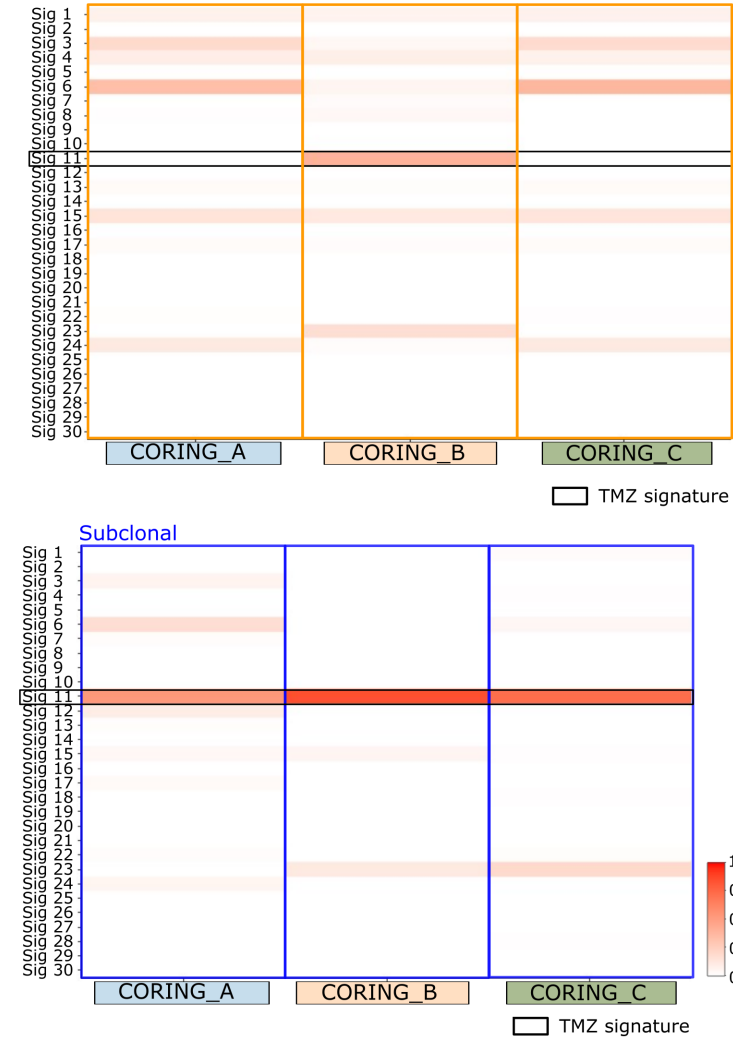 Sig 1
Sig 2
Sig 3
Sig 4
Sig 5
Sig 6
Sig 7
Sig 8
Sig 9
Sig 10
Sig 11
Sig 12
Sig 13
Sig 14
Sig 15
Sig 16
Sig 17
Sig 18
Sig 19
Sig 20
Sig 21
Sig 22
Sig 23
Sig 24
Sig 25
Sig 26
Sig 27
Sig 28
Sig 29
Sig 30
CORING_A CORING_B CORING_C
TMZ signature
Subclonal
Sig 1
Sig 2
Sig 3
Sig 4
Sig 5
Sig 6
Sig 7
Sig 8
Sig 9
Sig 10
Sig 11
Sig 12
Sig 13
Sig 14
Sig 15
Sig 16
Sig 17
Sig 18
Sig 19
Sig 20
Sig 21
Sig 22
Sig 23
Sig 24
Sig 25
Sig 26
Sig 27
Sig 28
Sig 29
Sig 30
CORING_A CORING_B CORING_C
TMZ signature